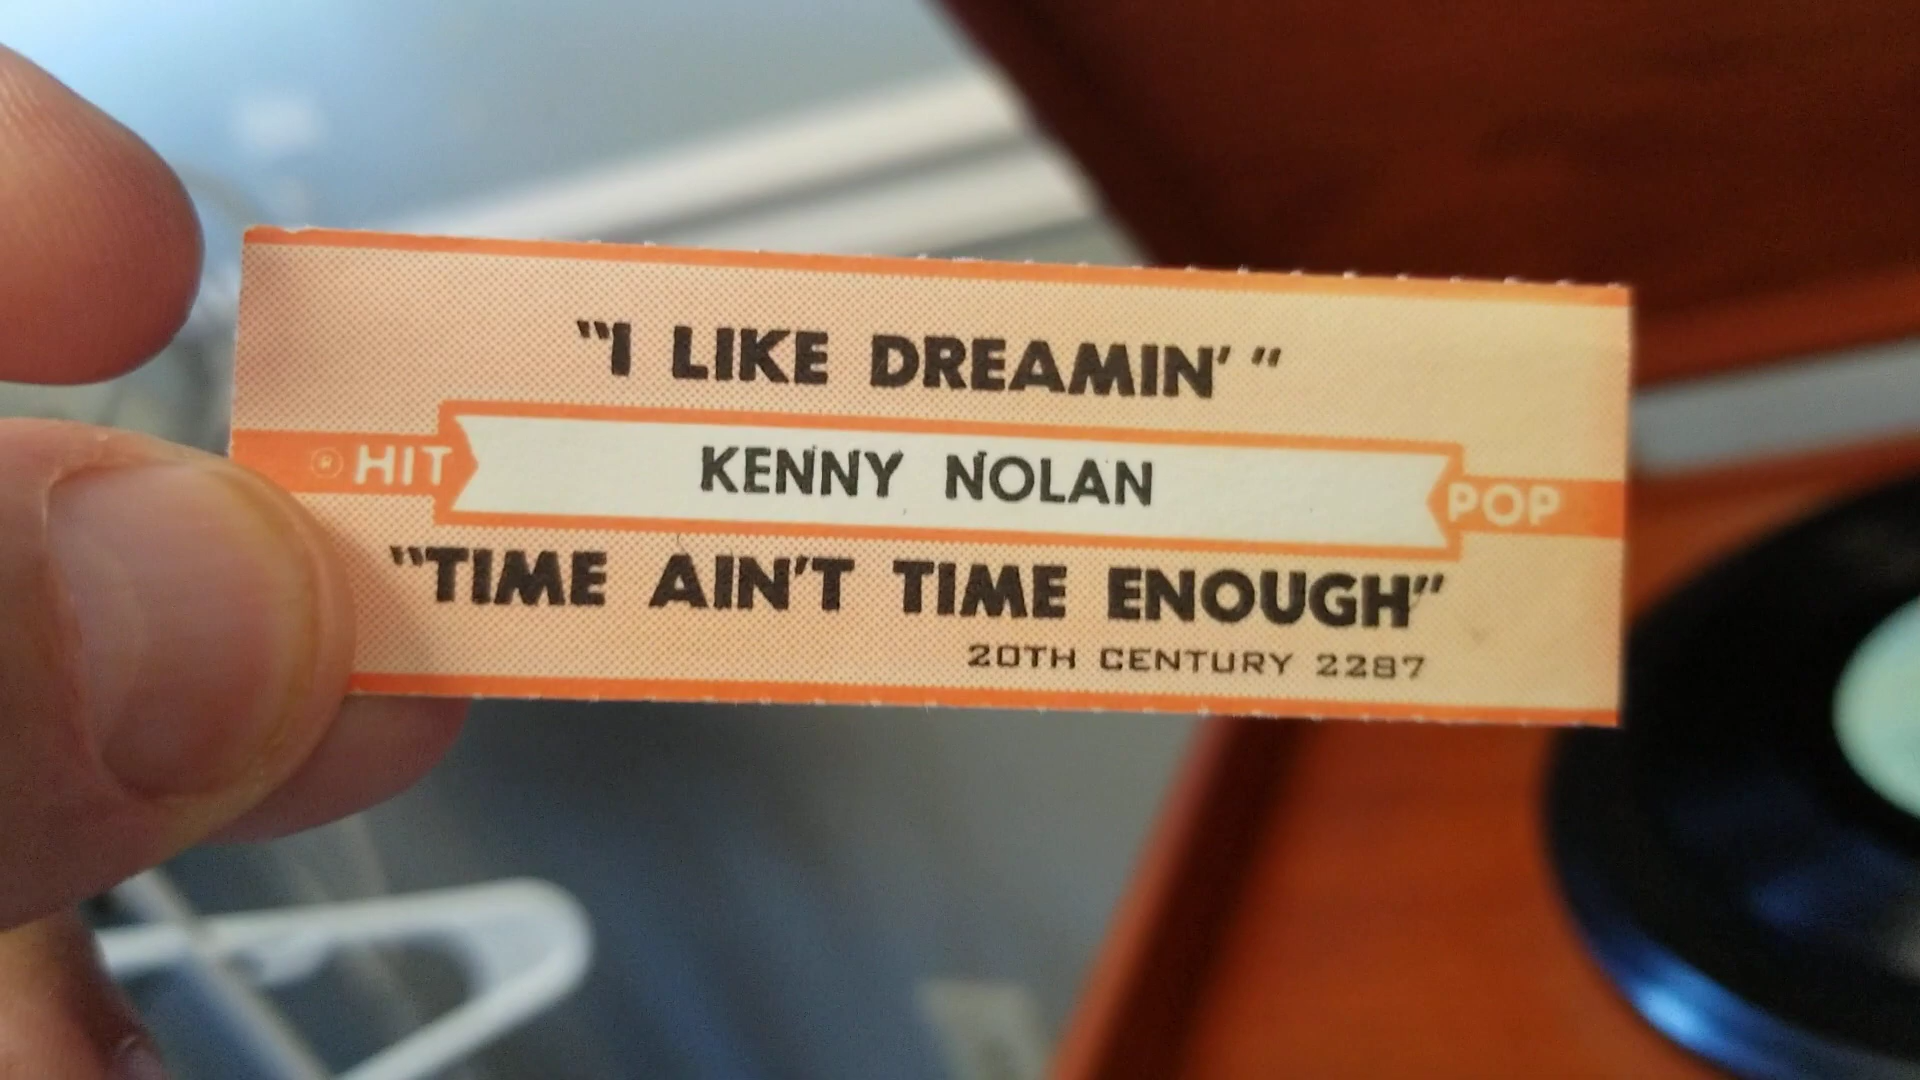 "I LIKE DREAMIN' "
HIT KENNY NOLAN POP
"TIME AIN'T TIME ENOUGH"
20TH CENTURY 2287